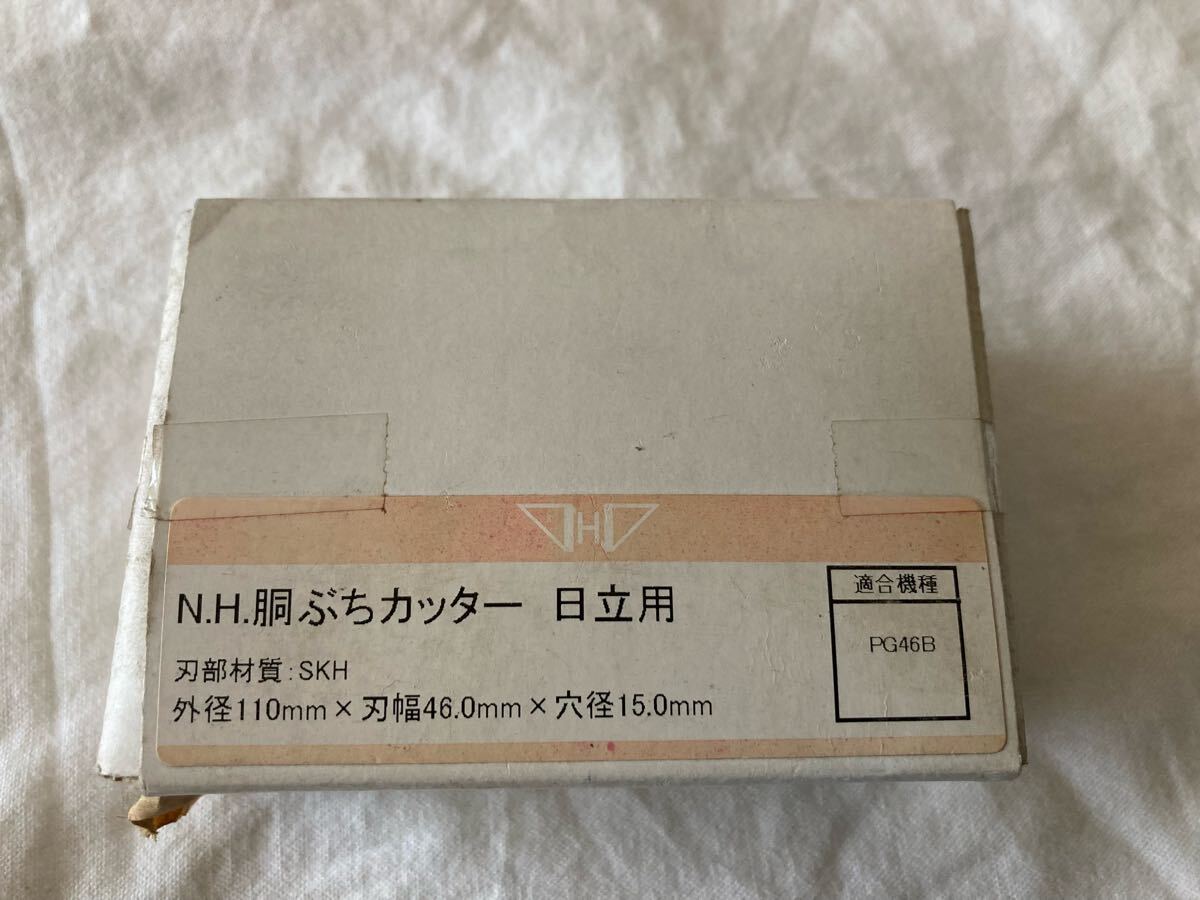 H
N.H.胴ぶちカッター 日立用
刃部材質:SKH
外径110mm×刃幅46.0mm×穴径15.0mm
適合機種
PG46B